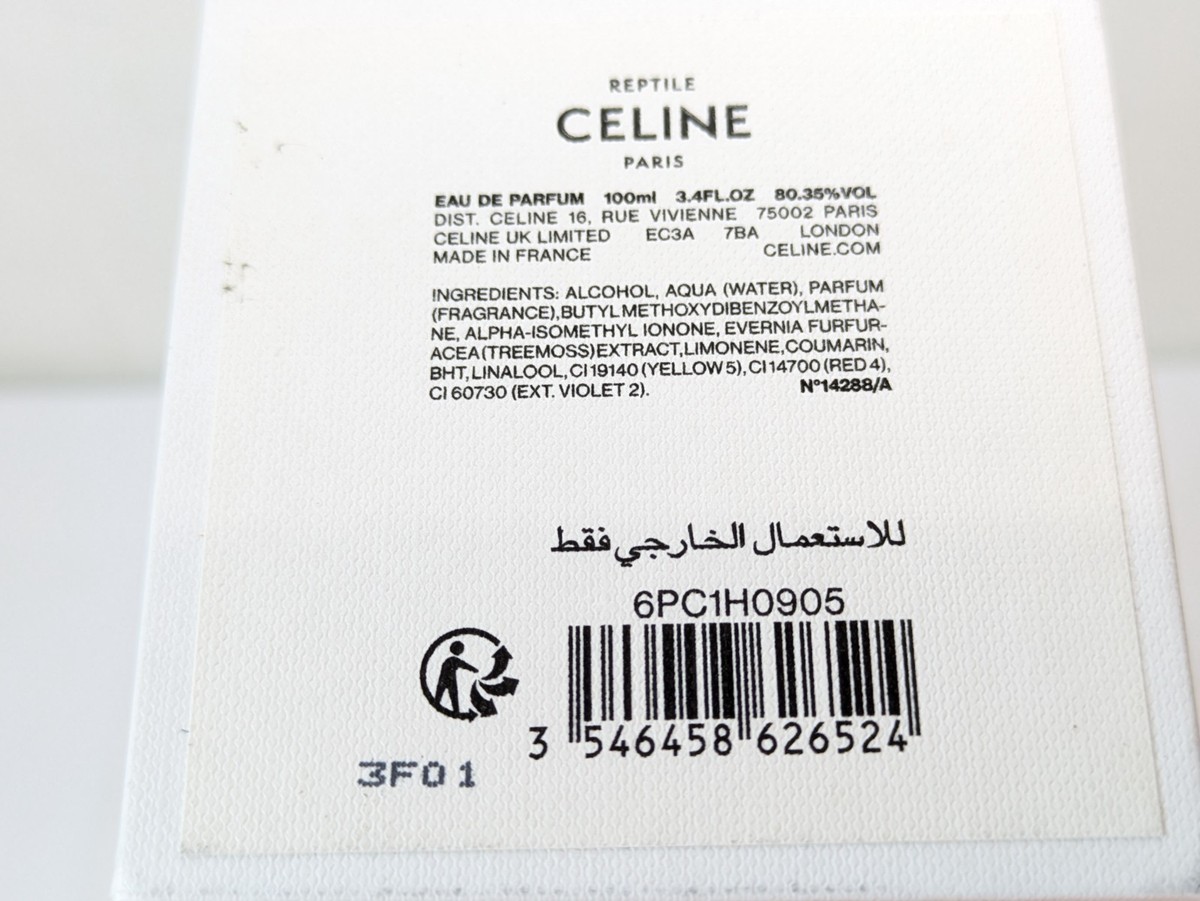 REPTILE
CELINE
PARIS
EAU DE PARFUM 100ml 3.4FL.OZ 80.35%VOL
DIST. CELINE 16, RUE VIVIENNE 75002 PARIS
CELINE UK LIMITED EC3A 7BA LONDON
MADE IN FRANCE CELINE.COM
INGREDIENTS: ALCOHOL, AQUA (WATER), PARFUM
(FRAGRANCE), BUTYL METHOXYDIBENZOYLMETHA-
NE, ALPHA-ISOMETHYL IONONE, EVERNIA FURFUR-
ACEA (TREEMOSS) EXTRACT, LIMONENE, COUMARIN,
BHT, LINALOOL, CI 19140 (YELLOW 5), CI 14700 (RED 4),
CI 60730 (EXT. VIOLET 2). N°14288/A
للاستعمال الخارجي فقط
6PC1H0905
3 546458 626524
3F01